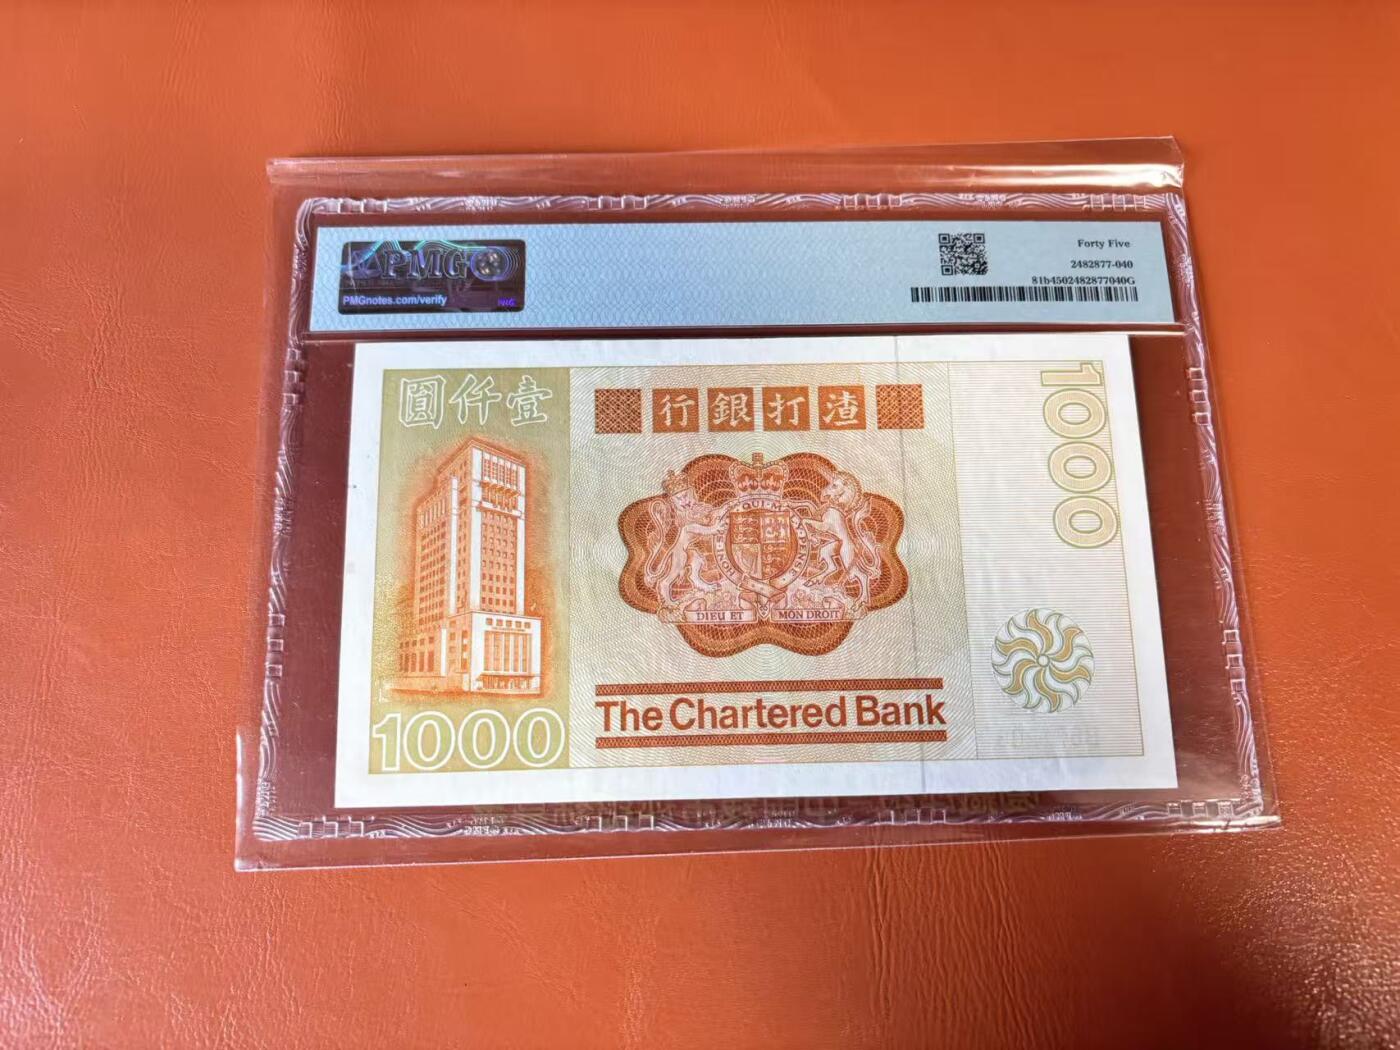 PMG
PMGnotes.com/verify
Forty Five
2482877-040
81b4502482877040G
圓仟壹
行銀打渣
1000
DIEU ET MON DROIT
The Chartered Bank
1000